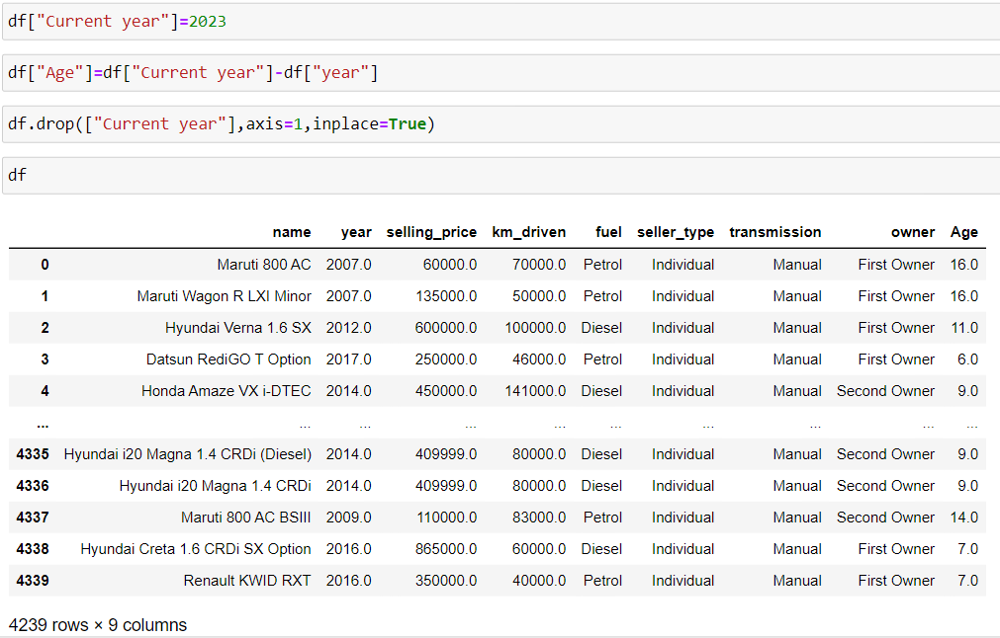 df["Current year"]=2023
df["Age"]=df["Current year"]-df["year"]
df.drop(["Current year"],axis=1,inplace=True)
df
name year selling_price km_driven fuel seller_type transmission owner Age
0 Maruti 800 AC 2007.0 60000.0 70000.0 Petrol Individual Manual First Owner 16.0
1 Maruti Wagon R LXI Minor 2007.0 135000.0 50000.0 Petrol Individual Manual First Owner 16.0
2 Hyundai Verna 1.6 SX 2012.0 600000.0 100000.0 Diesel Individual Manual First Owner 11.0
3 Datsun RediGO T Option 2017.0 250000.0 46000.0 Petrol Individual Manual First Owner 6.0
4 Honda Amaze VX i-DTEC 2014.0 450000.0 141000.0 Diesel Individual Manual Second Owner 9.0
... ... ... ... ... ... ... ... ... ...
4335 Hyundai i20 Magna 1.4 CRDi (Diesel) 2014.0 409999.0 80000.0 Diesel Individual Manual Second Owner 9.0
4336 Hyundai i20 Magna 1.4 CRDi 2014.0 409999.0 80000.0 Diesel Individual Manual Second Owner 9.0
4337 Maruti 800 AC BSIII 2009.0 110000.0 83000.0 Petrol Individual Manual Second Owner 14.0
4338 Hyundai Creta 1.6 CRDi SX Option 2016.0 865000.0 60000.0 Diesel Individual Manual First Owner 7.0
4339 Renault KWID RXT 2016.0 350000.0 40000.0 Petrol Individual Manual First Owner 7.0
4239 rows × 9 columns